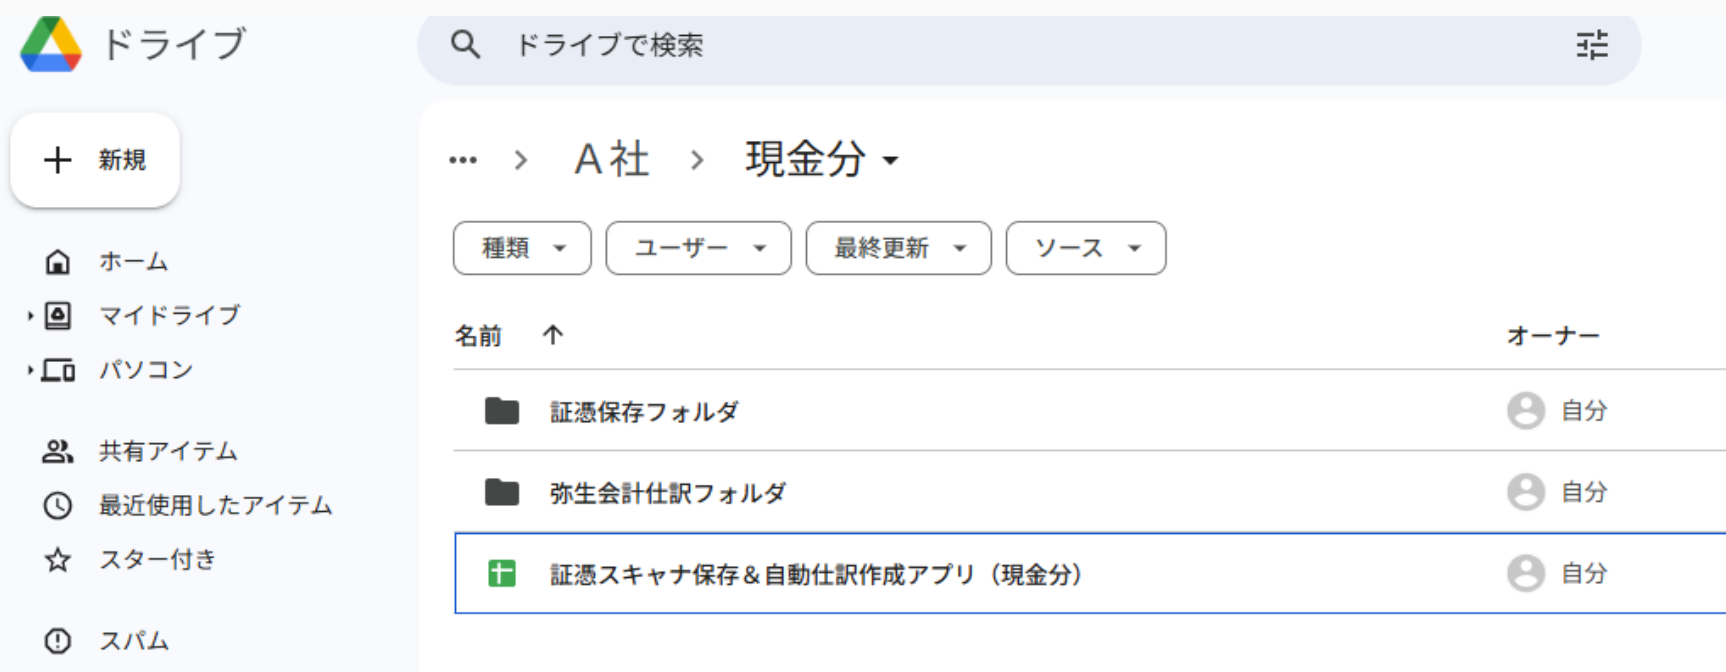 ドライブ
ドライブで検索
新規
… > A社 > 現金分
種類
ユーザー
最終更新
ソース
ホーム
マイドライブ
パソコン
共有アイテム
最近使用したアイテム
スター付き
スパム
名前 ↑ オーナー
証憑保存フォルダ 自分
弥生会計仕訳フォルダ 自分
証憑スキャナ保存＆自動仕訳作成アプリ（現金分） 自分